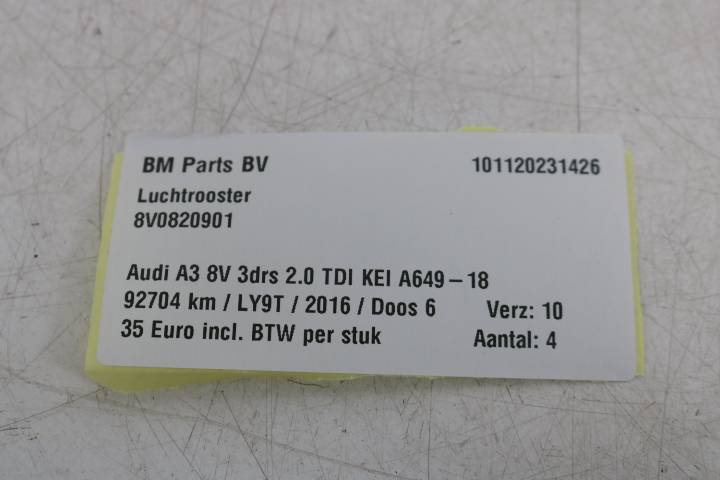 BM Parts BV 101120231426
Luchtrooster
8V0820901
Audi A3 8V 3drs 2.0 TDI KEI A649-18
92704 km / LY9T / 2016 / Doos 6 Verz: 10
35 Euro incl. BTW per stuk Aantal: 4